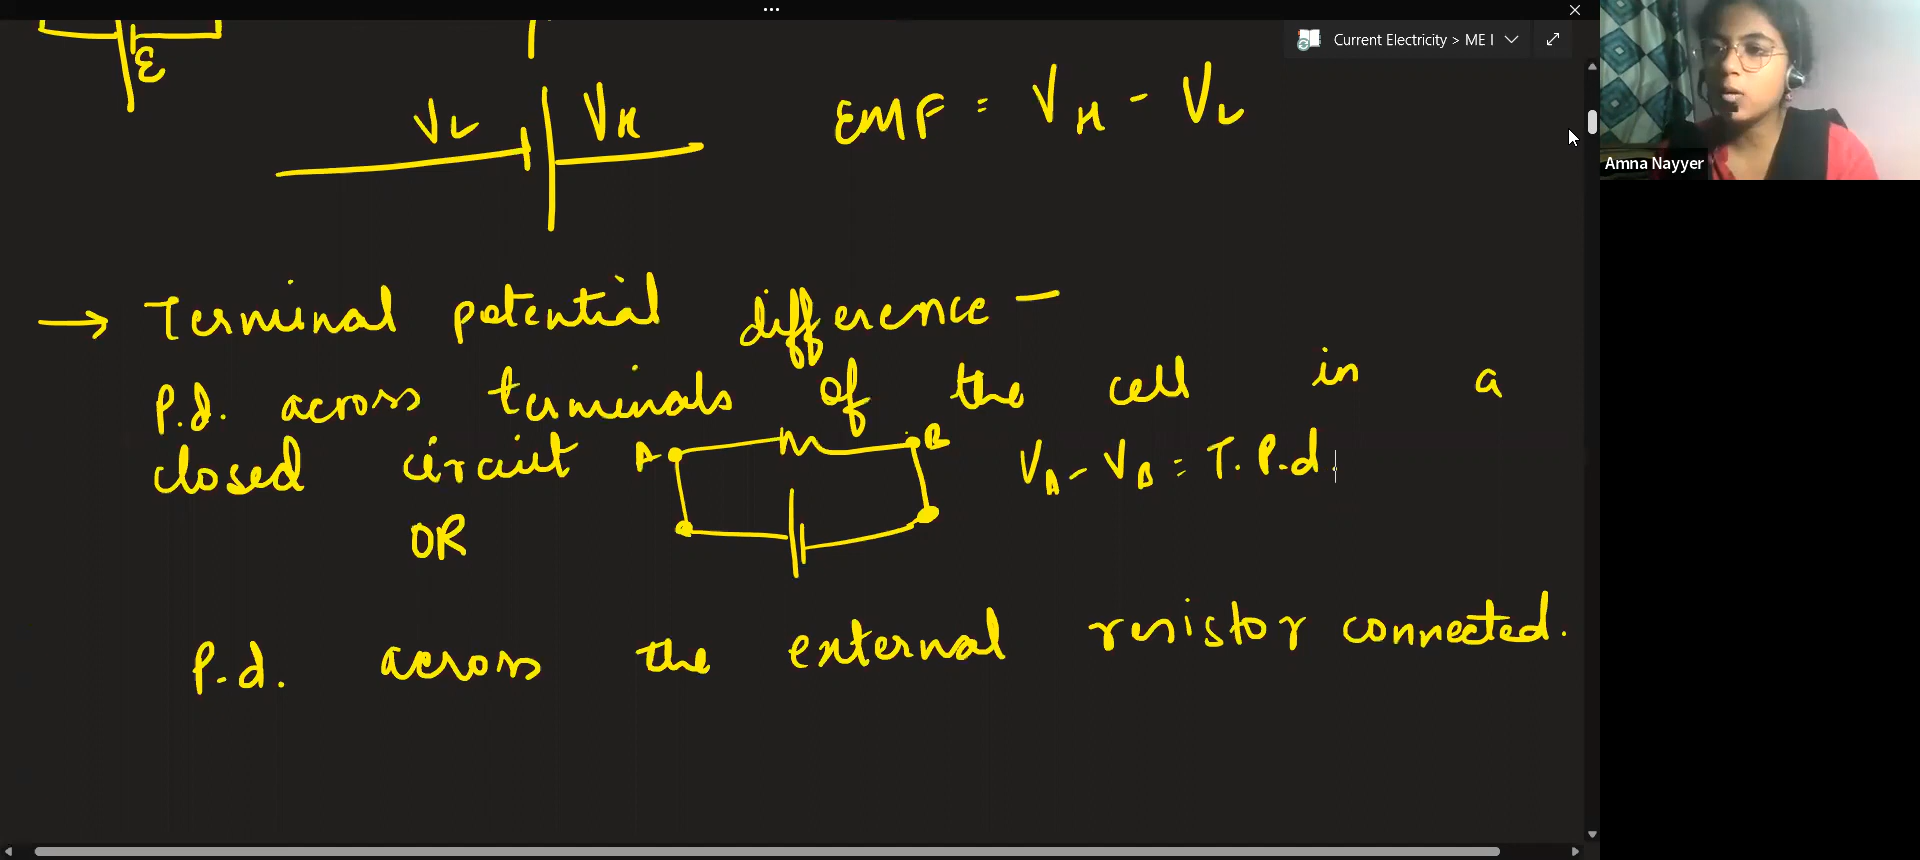 ...
Current Electricity > ME I
Amna Nayyer
ε
VL VH EMF = VH - VL
→ Terminal potential difference -
P.d. across terminals of the cell in a
closed circuit A B VA - VB = T.P.d.
OR
P.d. across the external resistor connected.